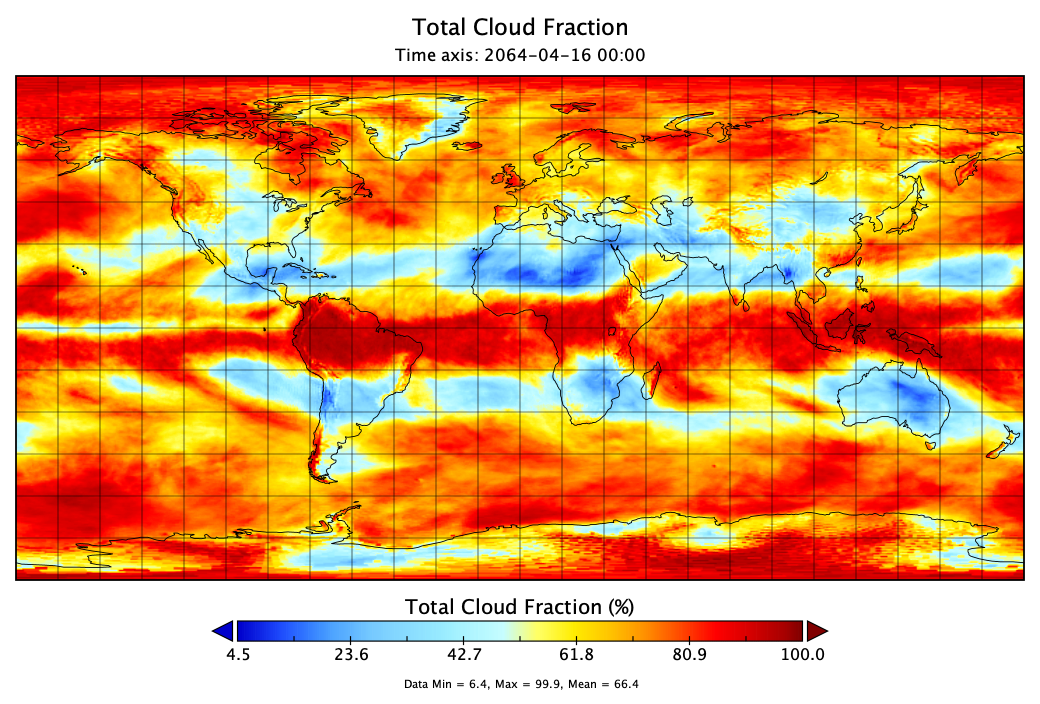 Total Cloud Fraction
Time axis: 2064-04-16 00:00
Total Cloud Fraction (%)
4.5 23.6 42.7 61.8 80.9 100.0
Data Min = 6.4, Max = 99.9, Mean = 66.4